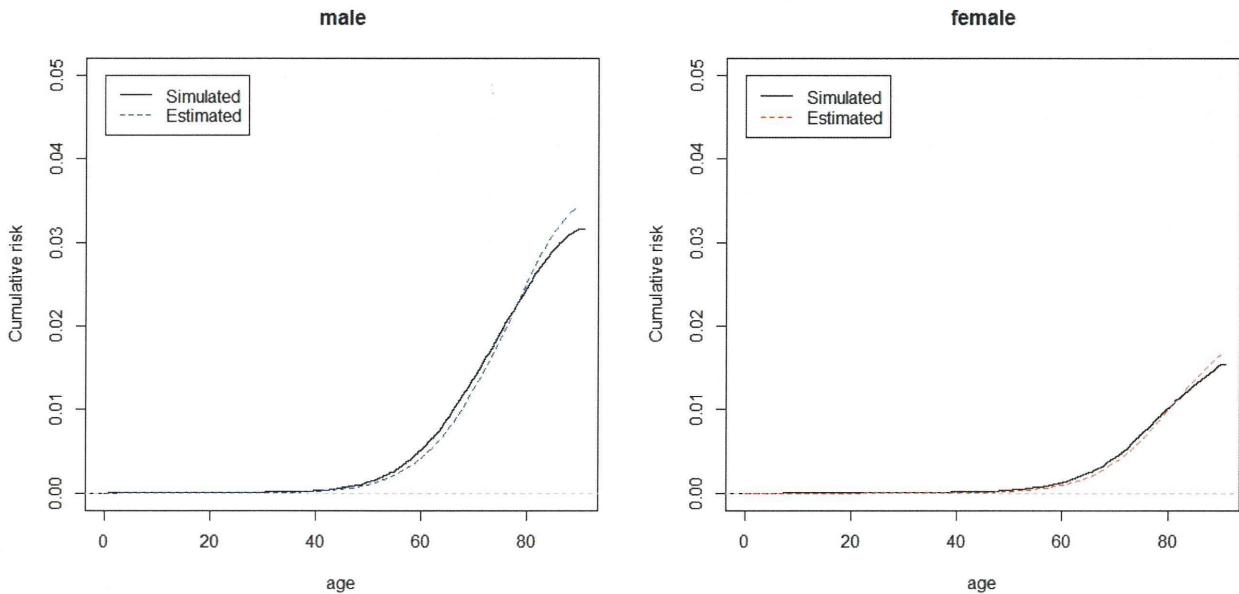 male
Simulated
Estimated
0.05
0.04
0.03
0.02
0.01
0.00
Cumulative risk
0 20 40 60 80
age
female
Simulated
Estimated
0.05
0.04
0.03
0.02
0.01
0.00
Cumulative risk
0 20 40 60 80
age